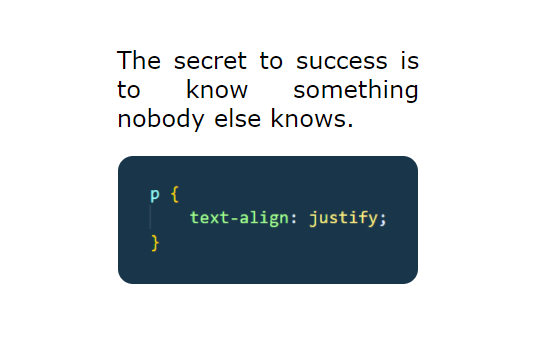 The secret to success is
to know something
nobody else knows.
p {
    text-align: justify;
}